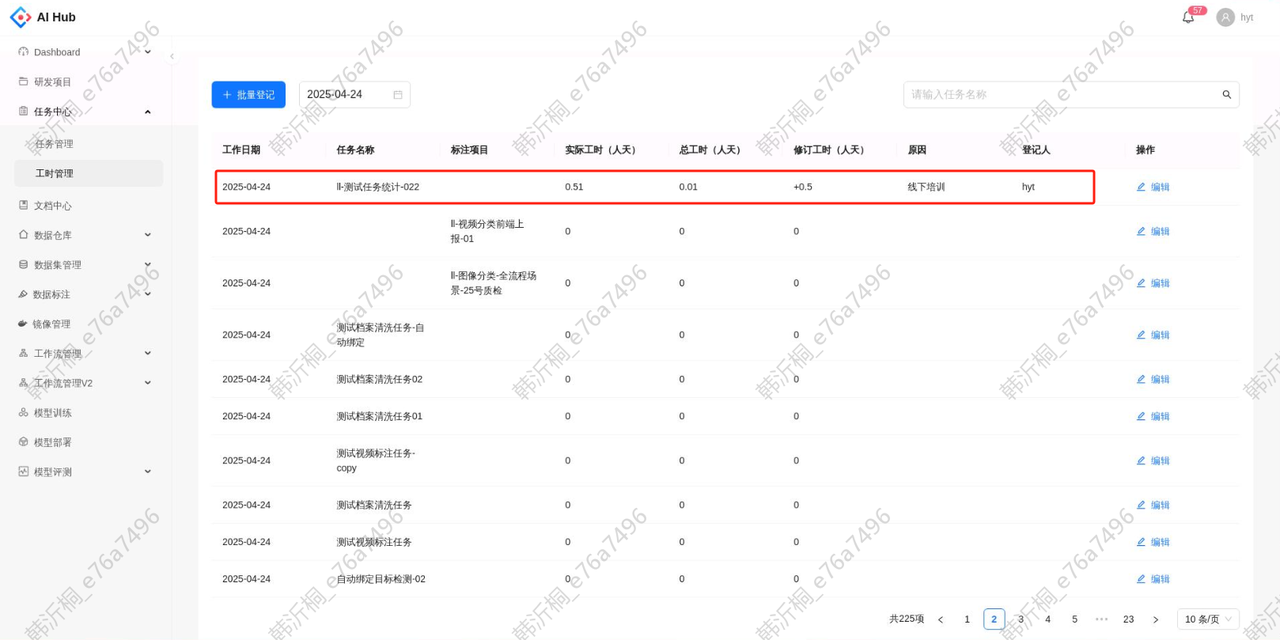 AI Hub
57
hyt
Dashboard
研发项目
任务中心
任务管理
工时管理
文档中心
数据仓库
数据集管理
数据标注
镜像管理
工作流管理
工作流管理V2
模型训练
模型部署
模型评测
批量登记
2025-04-24
请输入任务名称
工作日期 任务名称 标注项目 实际工时（人天） 总工时（人天） 修订工时（人天） 原因 登记人 操作
2025-04-24 ll-测试任务统计-022 0.51 0.01 +0.5 线下培训 hyt 编辑
2025-04-24 ll-视频分类前端上
报-01 0 0 0 编辑
2025-04-24 ll-图像分类-全流程场
景-25号质检 0 0 0 编辑
2025-04-24 测试档案清洗任务-自
动绑定 0 0 0 编辑
2025-04-24 测试档案清洗任务02 0 0 0 编辑
2025-04-24 测试档案清洗任务01 0 0 0 编辑
2025-04-24 测试视频标注任务-
copy 0 0 0 编辑
2025-04-24 测试档案清洗任务 0 0 0 编辑
2025-04-24 测试视频标注任务 0 0 0 编辑
2025-04-24 自动绑定目标检测-02 0 0 0 编辑
共225项 1 2 3 4 5 ••• 23 10 条/页
韩沂桐_e76a7496